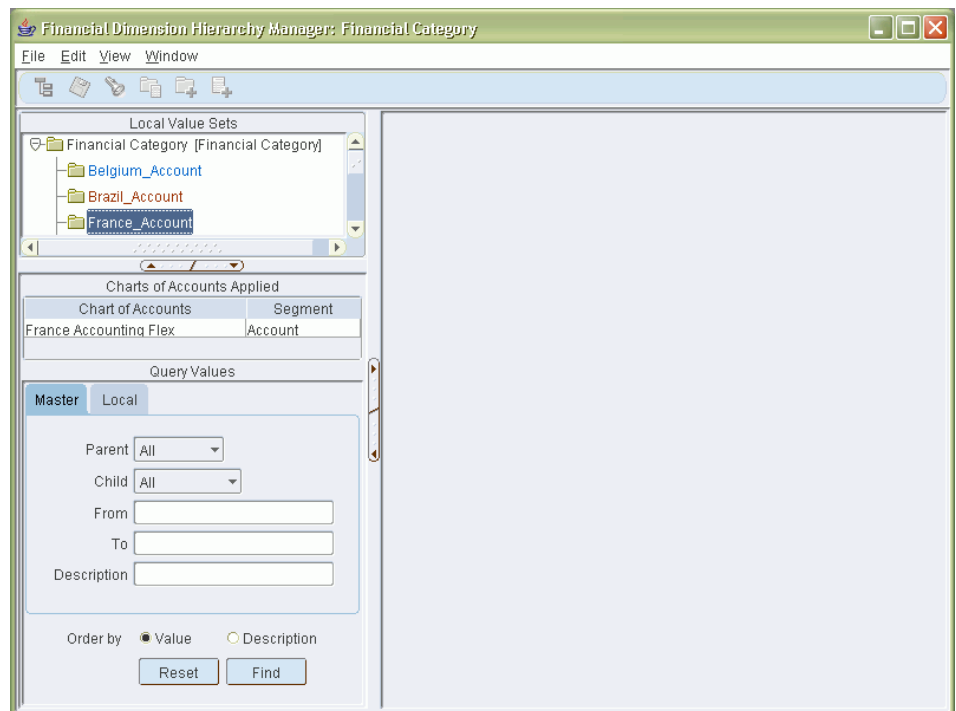 Financial Dimension Hierarchy Manager: Financial Category
File Edit View Window
Local Value Sets
Financial Category [Financial Category]
Belgium_Account
Brazil_Account
France_Account
Charts of Accounts Applied
Chart of Accounts Segment
France Accounting Flex Account
Query Values
Master Local
Parent All
Child All
From
To
Description
Order by Value Description
Reset Find